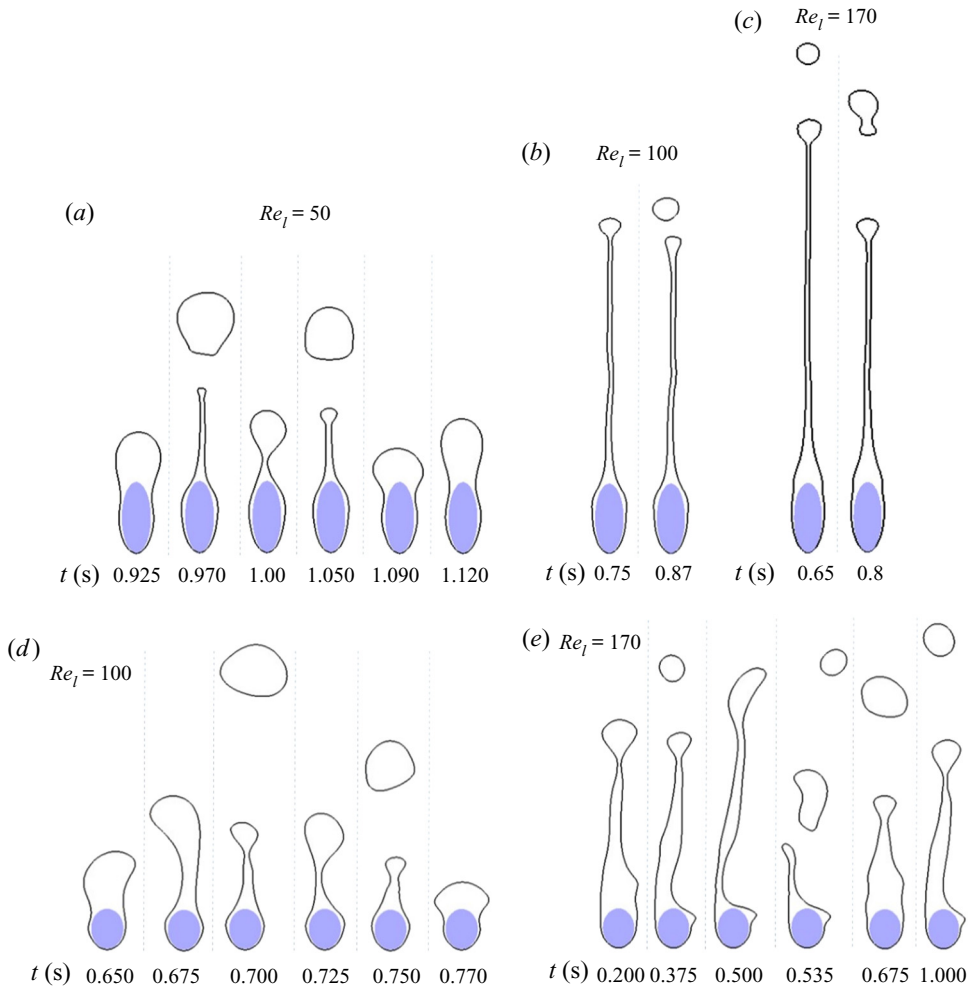 (c) Re_l = 170
(b) Re_l = 100
(a) Re_l = 50
t (s) 0.925 0.970 1.00 1.050 1.090 1.120
0.75 0.87
t (s) 0.65 0.8
(d) Re_l = 100
(e) Re_l = 170
t (s) 0.650 0.675 0.700 0.725 0.750 0.770
t (s) 0.200 0.375 0.500 0.535 0.675 1.000